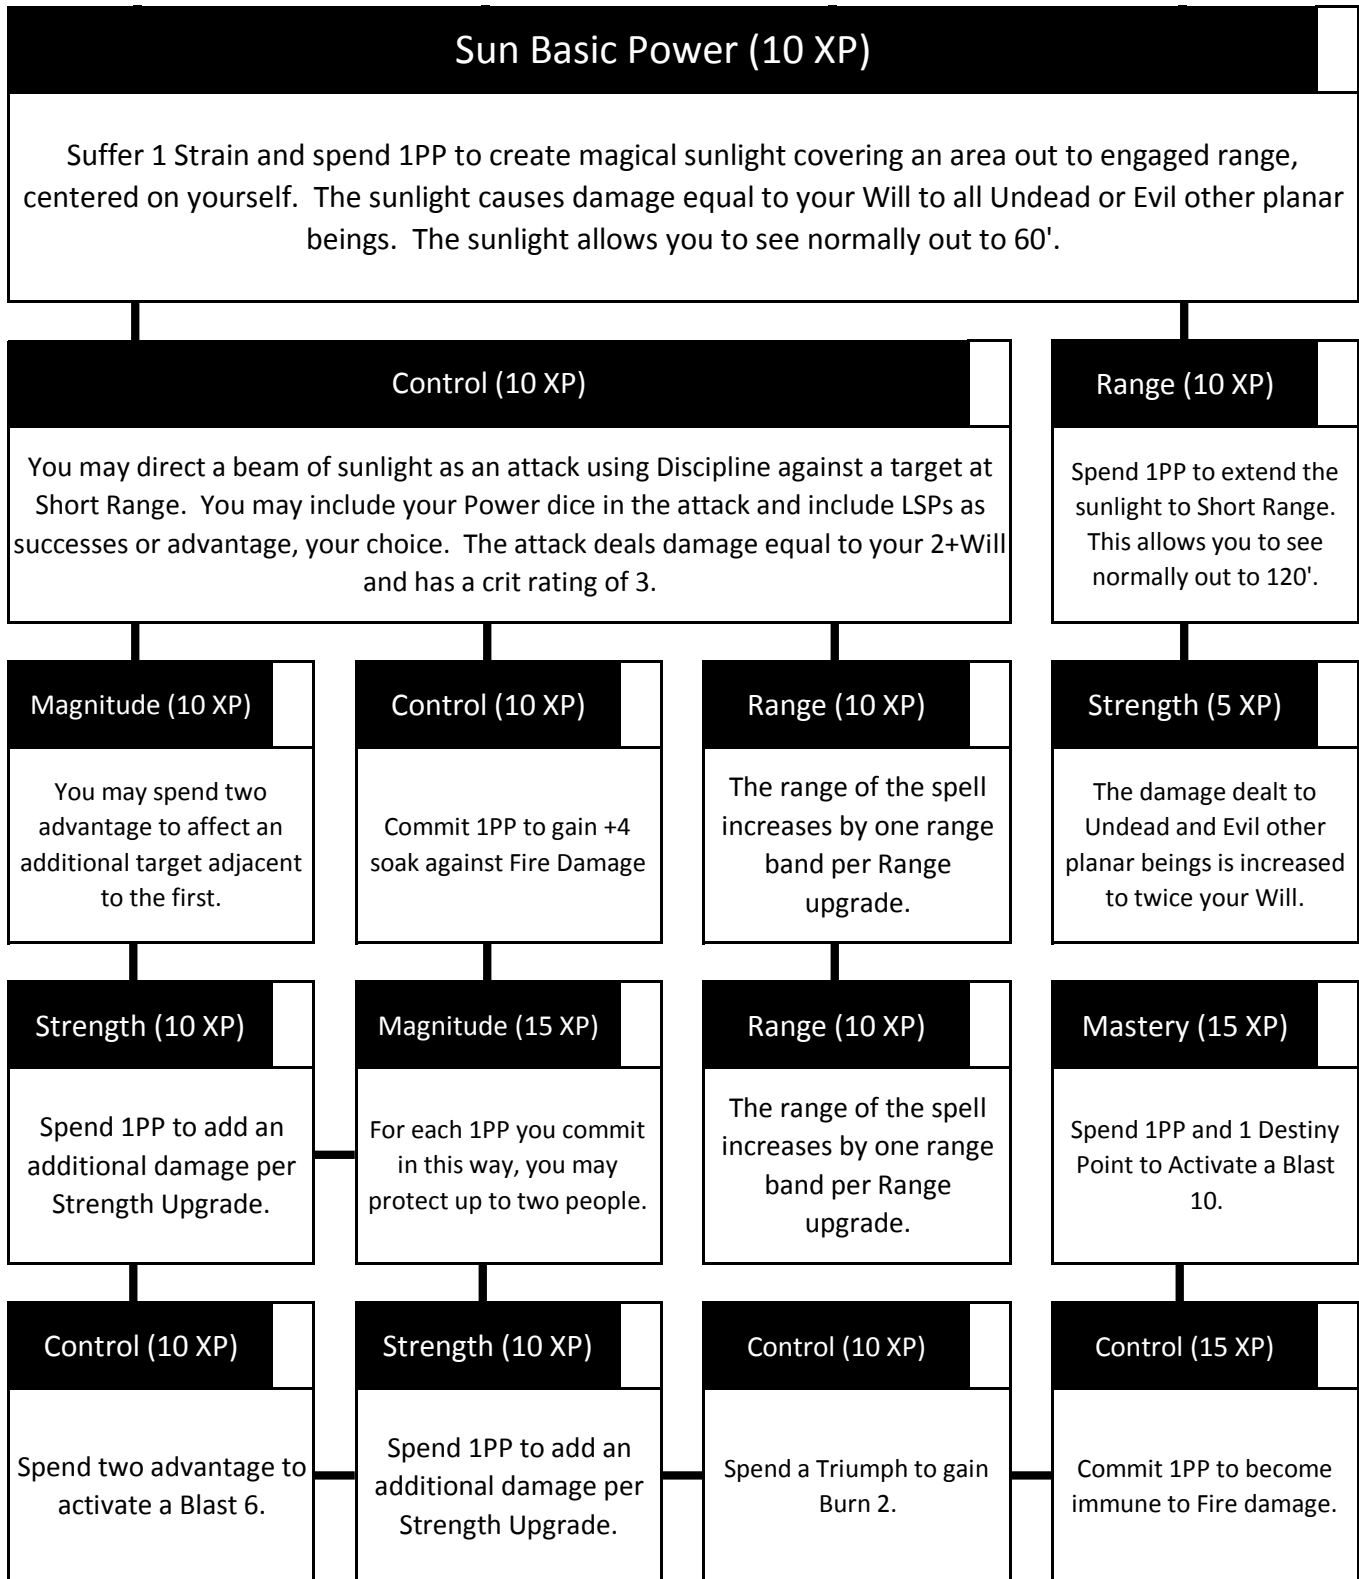 Sun Basic Power (10 XP)
Suffer 1 Strain and spend 1PP to create magical sunlight covering an area out to engaged range,
centered on yourself.  The sunlight causes damage equal to your Will to all Undead or Evil other planar
beings.  The sunlight allows you to see normally out to 60'.
Control (10 XP)
You may direct a beam of sunlight as an attack using Discipline against a target at
Short Range.  You may include your Power dice in the attack and include LSPs as
successes or advantage, your choice.  The attack deals damage equal to your 2+Will
and has a crit rating of 3.
Range (10 XP)
Spend 1PP to extend the
sunlight to Short Range.
This allows you to see
normally out to 120'.
Magnitude (10 XP)
You may spend two
advantage to affect an
additional target adjacent
to the first.
Control (10 XP)
Commit 1PP to gain +4
soak against Fire Damage
Range (10 XP)
The range of the spell
increases by one range
band per Range
upgrade.
Strength (5 XP)
The damage dealt to
Undead and Evil other
planar beings is increased
to twice your Will.
Strength (10 XP)
Spend 1PP to add an
additional damage per
Strength Upgrade.
Magnitude (15 XP)
For each 1PP you commit
in this way, you may
protect up to two people.
Range (10 XP)
The range of the spell
increases by one range
band per Range
upgrade.
Mastery (15 XP)
Spend 1PP and 1 Destiny
Point to Activate a Blast
10.
Control (10 XP)
Spend two advantage to
activate a Blast 6.
Strength (10 XP)
Spend 1PP to add an
additional damage per
Strength Upgrade.
Control (10 XP)
Spend a Triumph to gain
Burn 2.
Control (15 XP)
Commit 1PP to become
immune to Fire damage.